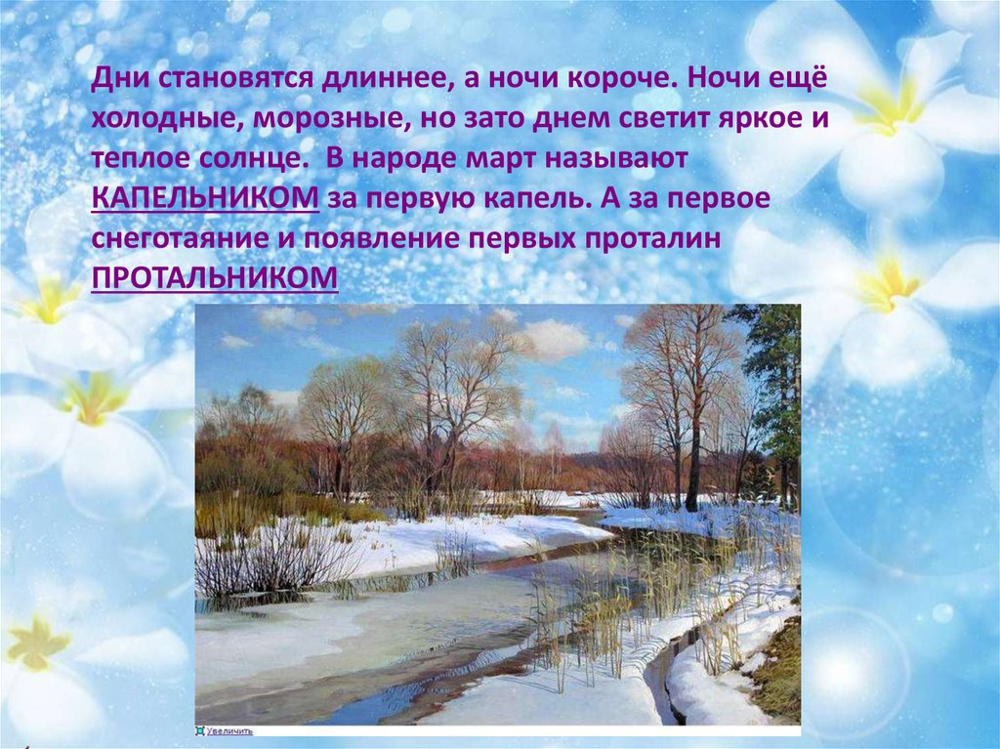 Дни становятся длиннее, а ночи короче. Ночи ещё
холодные, морозные, но зато днем светит яркое и
теплое солнце. В народе март называют
КАПЕЛЬНИКОМ за первую капель. А за первое
снеготаяние и появление первых проталин
ПРОТАЛЬНИКОМ
Увеличить